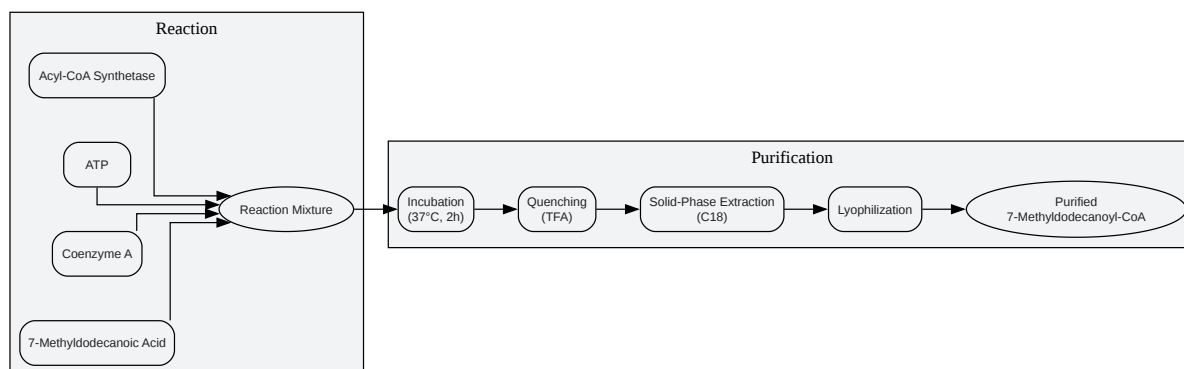 Reaction
Acyl-CoA Synthetase
ATP
Coenzyme A
7-Methyldodecanoic Acid
Reaction Mixture
Purification
Incubation
(37°C, 2h)
Quenching
(TFA)
Solid-Phase Extraction
(C18)
Lyophilization
Purified
7-Methyldodecanoyl-CoA